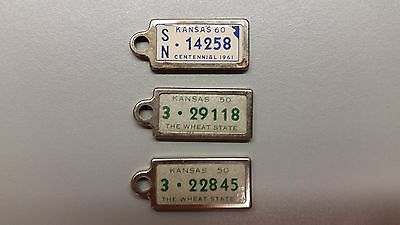 KANSAS 60
SN · 14258
CENTENNIAL 1961
KANSAS 50
3 · 29118
THE WHEAT STATE
KANSAS 50
3 · 22845
THE WHEAT STATE